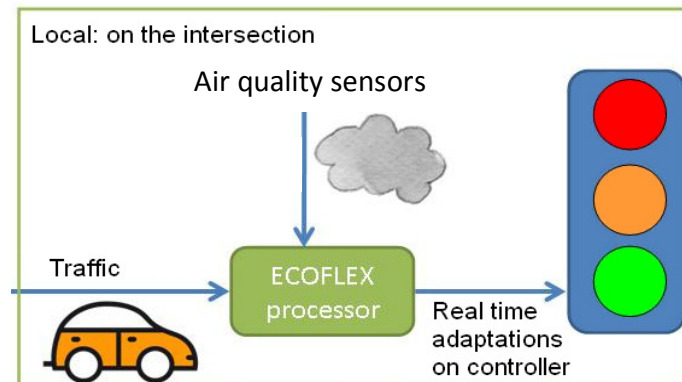 Local: on the intersection
Air quality sensors
Traffic
ECOFLEX
processor
Real time
adaptations
on controller